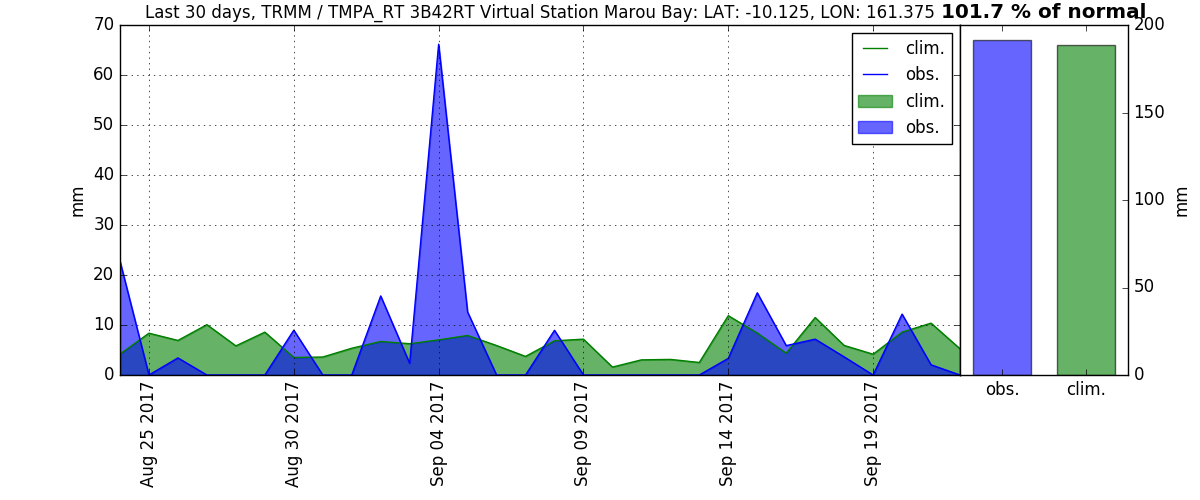 Last 30 days, TRMM / TMPA_RT 3B42RT Virtual Station Marou Bay: LAT: -10.125, LON: 161.375 101.7 % of normal
70
60
50
40
30
20
10
0
mm
clim.
obs.
clim.
obs.
Aug 25 2017
Aug 30 2017
Sep 04 2017
Sep 09 2017
Sep 14 2017
Sep 19 2017
200
150
100
50
0
mm
obs.
clim.